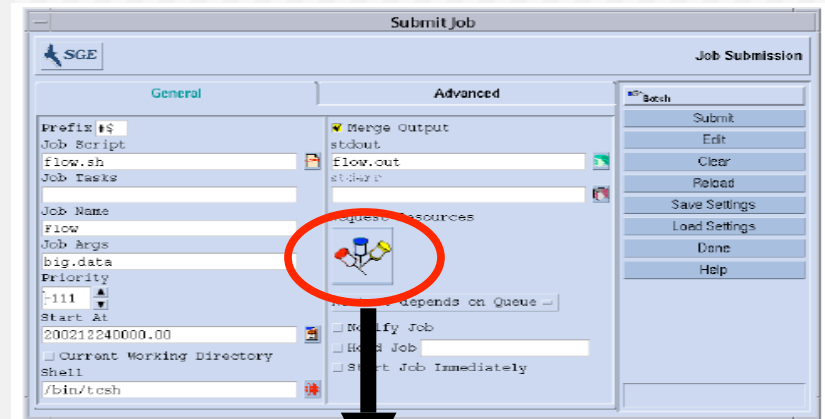 Submit Job
SGE
Job Submission
General
Advanced
Batch
Prefix #$
Job Script
flow.sh
Job Tasks
Job Name
Flow
Job Args
big.data
Priority
-111
Start At
200212240000.00
Current Working Directory
Shell
/bin/tcsh
Merge Output
stdout
flow.out
stderr
Request Resources
depends on Queue
Notify Job
Hold Job
Start Job Immediately
Submit
Edit
Clear
Reload
Save Settings
Load Settings
Done
Help